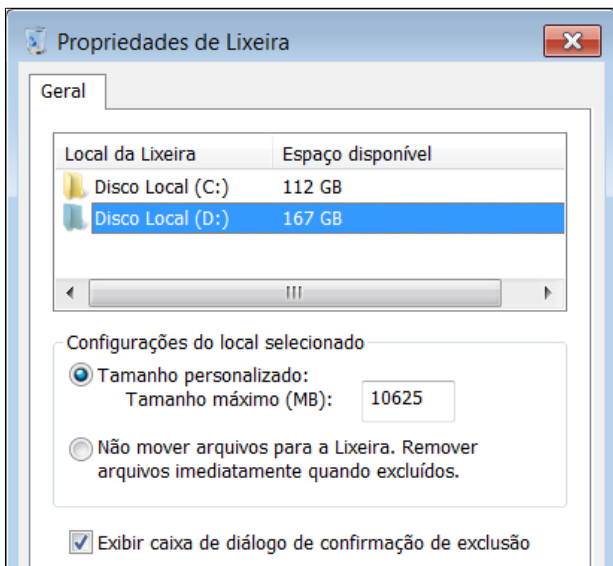 Propriedades de Lixeira
Geral
Local da Lixeira Espaço disponível
Disco Local (C:) 112 GB
Disco Local (D:) 167 GB
Configurações do local selecionado
Tamanho personalizado:
Tamanho máximo (MB): 10625
Não mover arquivos para a Lixeira. Remover
arquivos imediatamente quando excluídos.
Exibir caixa de diálogo de confirmação de exclusão